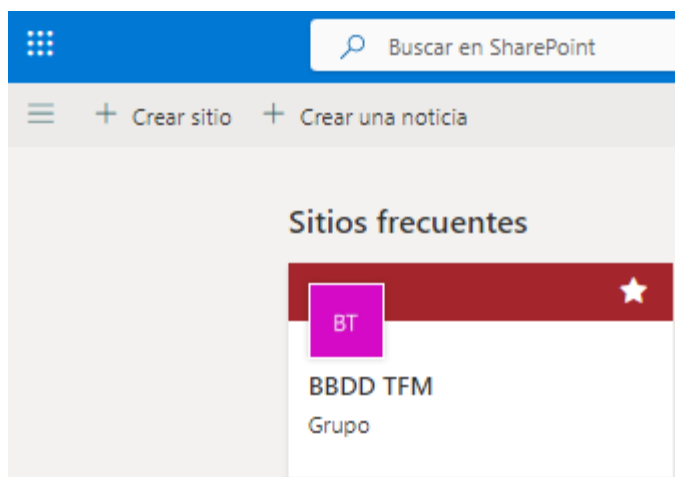 Buscar en SharePoint
+ Crear sitio + Crear una noticia
Sitios frecuentes
BT
BBDD TFM
Grupo